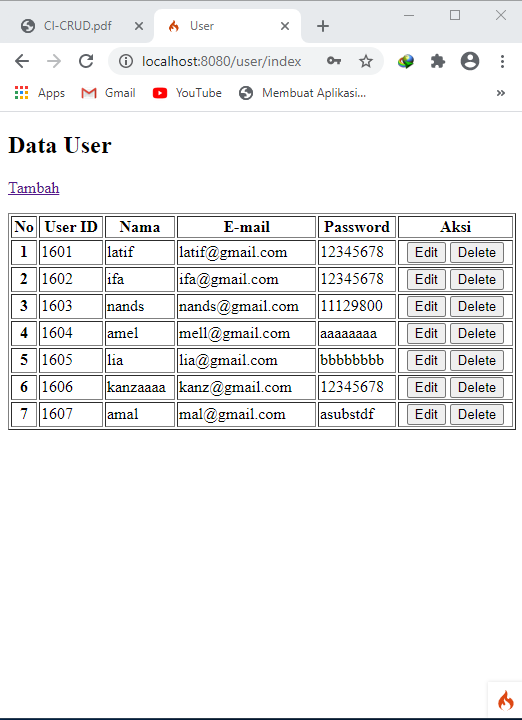 CI-CRUD.pdf
User
localhost:8080/user/index
Apps
Gmail
YouTube
Membuat Aplikasi...
Data User
Tambah
No User ID Nama E-mail Password Aksi
1 1601 latif latif@gmail.com 12345678 Edit Delete
2 1602 ifa ifa@gmail.com 12345678 Edit Delete
3 1603 nands nands@gmail.com 11129800 Edit Delete
4 1604 amel mell@gmail.com aaaaaaaa Edit Delete
5 1605 lia lia@gmail.com bbbbbbbb Edit Delete
6 1606 kanzaaaa kanz@gmail.com 12345678 Edit Delete
7 1607 amal mal@gmail.com asubstdf Edit Delete